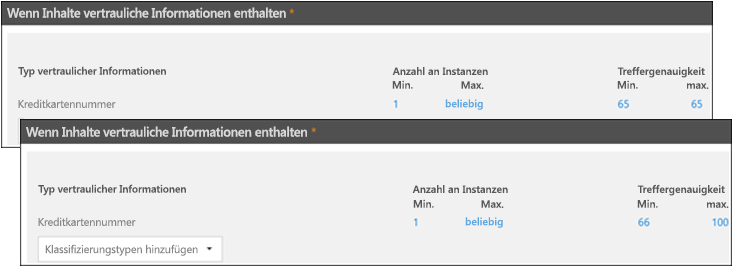 Wenn Inhalte vertrauliche Informationen enthalten *
Typ vertraulicher Informationen Anzahl an Instanzen Treffergenauigkeit
Min. Max. Min. max.
Kreditkartennummer 1 beliebig 65 65
Wenn Inhalte vertrauliche Informationen enthalten *
Typ vertraulicher Informationen Anzahl an Instanzen Treffergenauigkeit
Min. Max. Min. max.
Kreditkartennummer 1 beliebig 66 100
Klassifizierungstypen hinzufügen